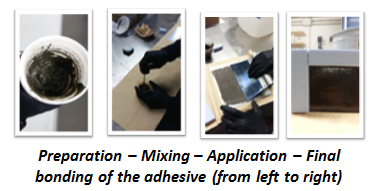 Preparation – Mixing – Application – Final
bonding of the adhesive (from left to right)